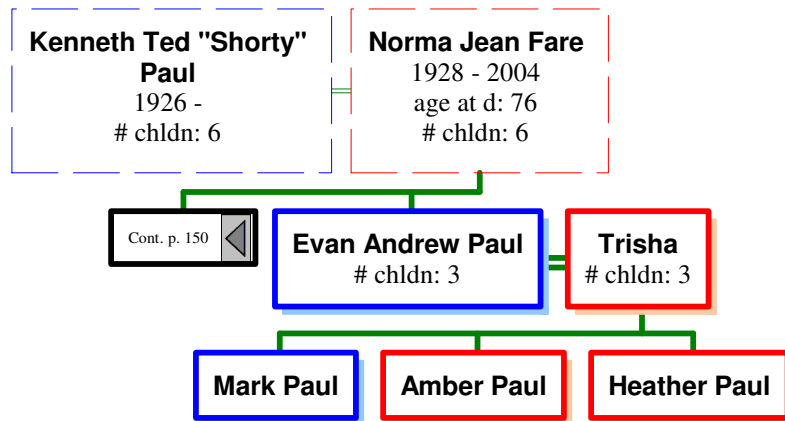 Kenneth Ted "Shorty"
Paul
1926 -
# chldn: 6
Norma Jean Fare
1928 - 2004
age at d: 76
# chldn: 6
Cont. p. 150
Evan Andrew Paul
# chldn: 3
Trisha
# chldn: 3
Mark Paul
Amber Paul
Heather Paul